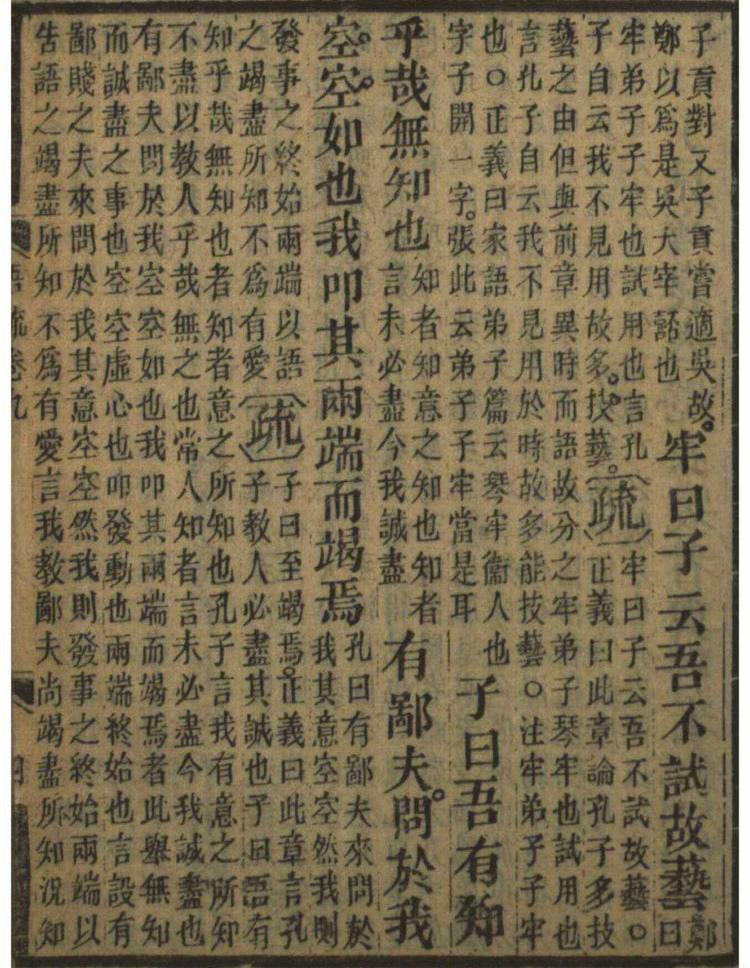 子貢對又子貢嘗適吳故鄭以爲是吳大宰嚭也牢曰子云吾不試故藝鄭曰
牢弟子子牢也試用也言孔子自云我不見用故多技藝疏牢曰子云吾不試故藝○正義曰此章論孔子多技
藝之由但與前章異時而語故分之牢弟子琴牢也試用也
言孔子自云我不見用於時故多能技藝○注牢弟子子牢
也○正義曰家語弟子篇云琴牢衞人也字子開一字張此云弟子子牢當是耳子曰吾有知
乎哉無知也知者知意之知也知者言未必盡今我誠盡有鄙夫問於我
空空如也我叩其兩端而竭焉孔曰有鄙夫來問於我其意空空然我則
發事之終始兩端以語之竭盡所知不爲有愛疏子曰至竭焉正義曰此章言孔子教人必盡其誠也子曰吾有
知乎哉無知也者知者意之所知也孔子言我有意之所知
不盡以教人乎哉無之也常人知者言未必盡今我誠盡也
有鄙夫問於我空空如也我叩其兩端而竭焉者此舉無知
而誠盡之事也空空虛心也叩發動也兩端終始也言設有
鄙賤之夫來問於我其意空空然我則發事之終始兩端以
告語之竭盡所知不爲有愛言我教鄙夫尚竭盡所知況知
語疏卷九